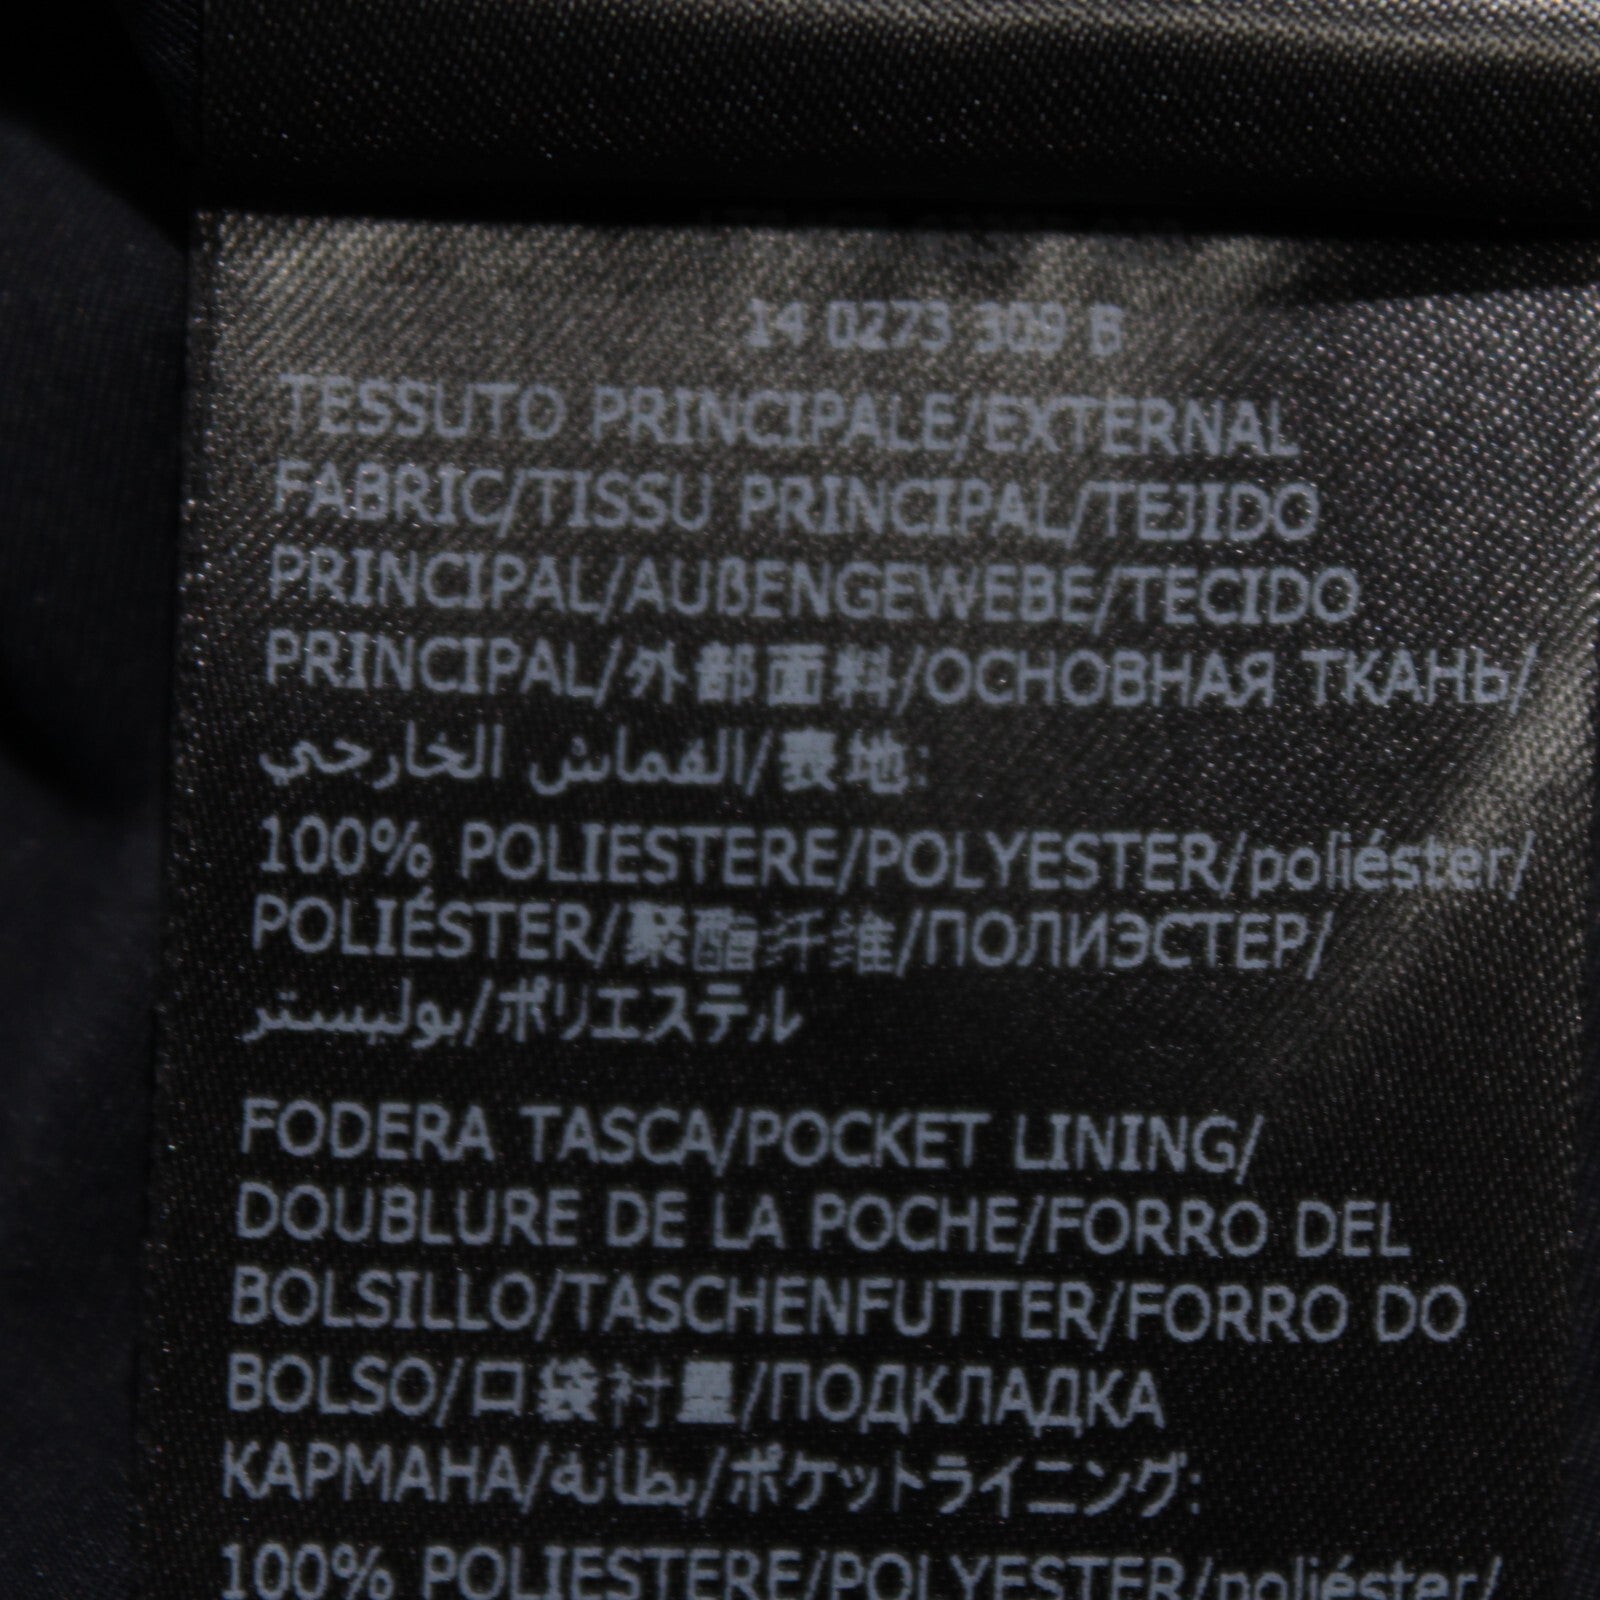 14 0273 309 6
TESSUTO PRINCIPALE/EXTERNAL
FABRIC/TISSU PRINCIPAL/TEJIDO
PRINCIPAL/AUßENGEWEBE/TECIDO
PRINCIPAL/外部面料/ОСНОВНАЯ ТКАНЬ/
القماش الخارجي/表地:
100% POLIESTERE/POLYESTER/poliéster/
POLIÉSTER/聚酯纤维/ПОЛИЭСТЕР/
بوليستر/ポリエステル
FODERA TASCA/POCKET LINING/
DOUBLURE DE LA POCHE/FORRO DEL
BOLSILLO/TASCHENFUTTER/FORRO DO
BOLSO/口袋衬里/ПОДКЛАДКА
КАРМАНА/بطانة/ポケットライニング:
100% POLIESTERE/POLYESTER/poliéster/